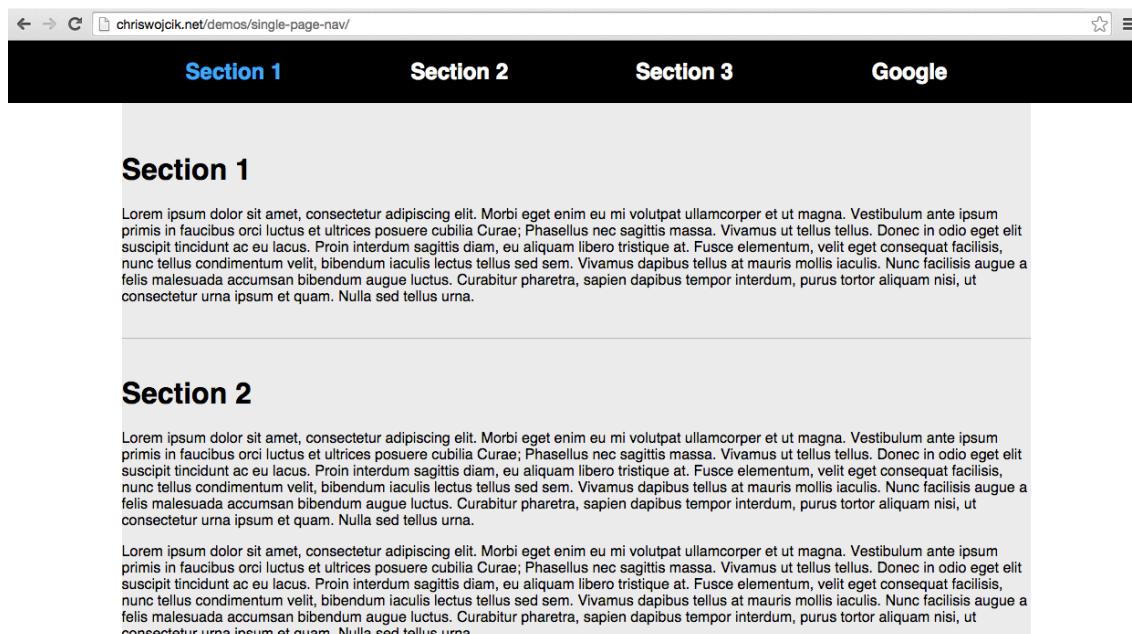 chriswojcik.net/demos/single-page-nav/
Section 1 Section 2 Section 3 Google
Section 1
Lorem ipsum dolor sit amet, consectetur adipiscing elit. Morbi eget enim eu mi volutpat ullamcorper et ut magna. Vestibulum ante ipsum
primis in faucibus orci luctus et ultrices posuere cubilia Curae; Phasellus nec sagittis massa. Vivamus ut tellus tellus. Donec in odio eget elit
suscipit tincidunt ac eu lacus. Proin interdum sagittis diam, eu aliquam libero tristique at. Fusce elementum, velit eget consequat facilisis,
nunc tellus condimentum velit, bibendum iaculis lectus tellus sed sem. Vivamus dapibus tellus at mauris mollis iaculis. Nunc facilisis augue a
felis malesuada accumsan bibendum augue luctus. Curabitur pharetra, sapien dapibus tempor interdum, purus tortor aliquam nisi, ut
consectetur urna ipsum et quam. Nulla sed tellus urna.
Section 2
Lorem ipsum dolor sit amet, consectetur adipiscing elit. Morbi eget enim eu mi volutpat ullamcorper et ut magna. Vestibulum ante ipsum
primis in faucibus orci luctus et ultrices posuere cubilia Curae; Phasellus nec sagittis massa. Vivamus ut tellus tellus. Donec in odio eget elit
suscipit tincidunt ac eu lacus. Proin interdum sagittis diam, eu aliquam libero tristique at. Fusce elementum, velit eget consequat facilisis,
nunc tellus condimentum velit, bibendum iaculis lectus tellus sed sem. Vivamus dapibus tellus at mauris mollis iaculis. Nunc facilisis augue a
felis malesuada accumsan bibendum augue luctus. Curabitur pharetra, sapien dapibus tempor interdum, purus tortor aliquam nisi, ut
consectetur urna ipsum et quam. Nulla sed tellus urna.
Lorem ipsum dolor sit amet, consectetur adipiscing elit. Morbi eget enim eu mi volutpat ullamcorper et ut magna. Vestibulum ante ipsum
primis in faucibus orci luctus et ultrices posuere cubilia Curae; Phasellus nec sagittis massa. Vivamus ut tellus tellus. Donec in odio eget elit
suscipit tincidunt ac eu lacus. Proin interdum sagittis diam, eu aliquam libero tristique at. Fusce elementum, velit eget consequat facilisis,
nunc tellus condimentum velit, bibendum iaculis lectus tellus sed sem. Vivamus dapibus tellus at mauris mollis iaculis. Nunc facilisis augue a
felis malesuada accumsan bibendum augue luctus. Curabitur pharetra, sapien dapibus tempor interdum, purus tortor aliquam nisi, ut
consectetur urna ipsum et quam. Nulla sed tellus urna.